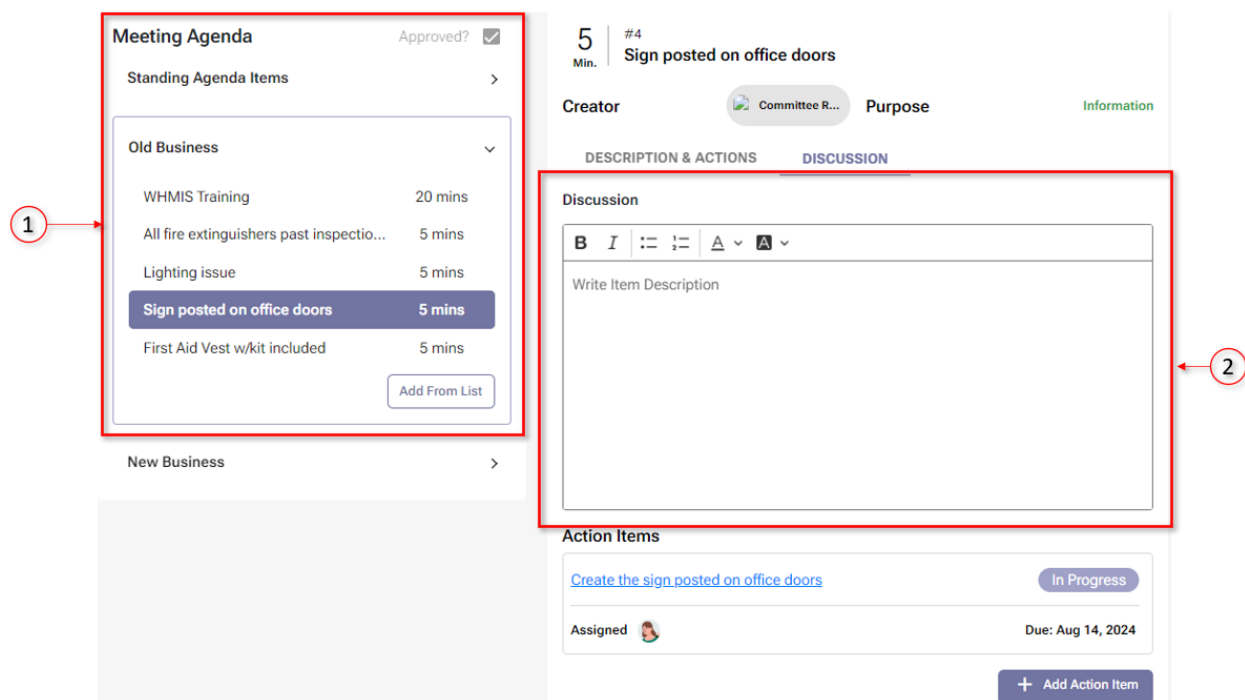 Meeting Agenda
Approved?
Standing Agenda Items
Old Business
WHMIS Training 20 mins
All fire extinguishers past inspectio... 5 mins
Lighting issue 5 mins
Sign posted on office doors 5 mins
First Aid Vest w/kit included 5 mins
Add From List
New Business
1
5
Min.
#4
Sign posted on office doors
Creator Committee R... Purpose Information
DESCRIPTION & ACTIONS DISCUSSION
Discussion
B I A A
Write Item Description
2
Action Items
Create the sign posted on office doors In Progress
Assigned Due: Aug 14, 2024
+ Add Action Item